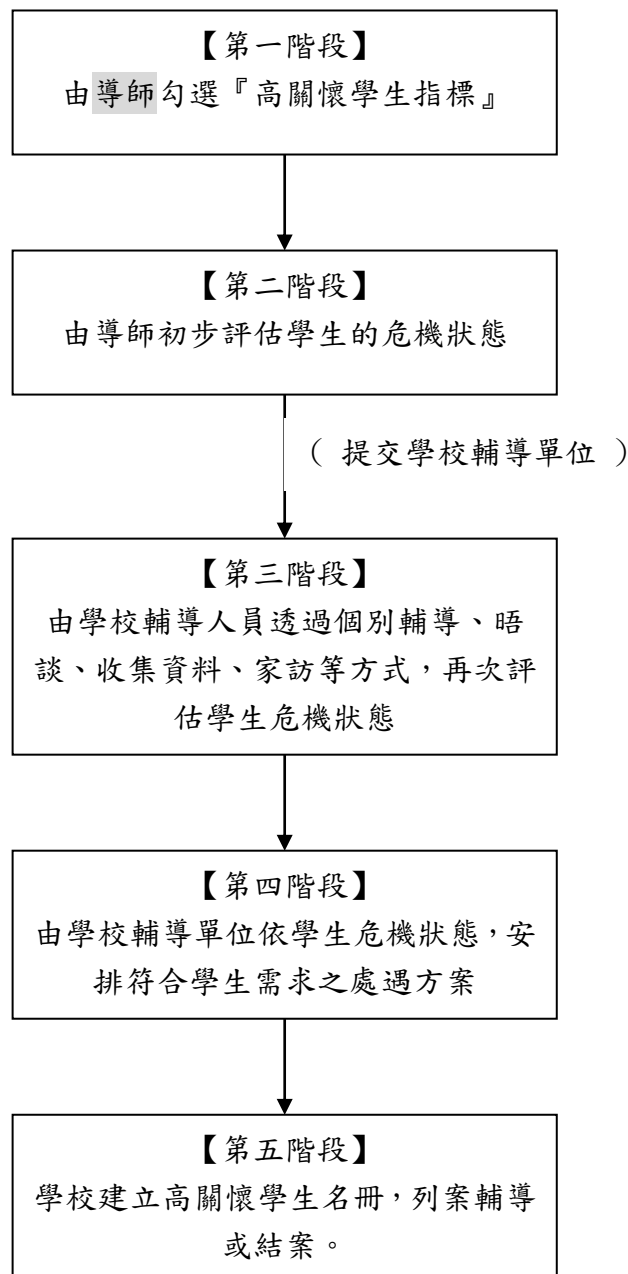 【第一階段】
由導師勾選『高關懷學生指標』
【第二階段】
由導師初步評估學生的危機狀態
（ 提交學校輔導單位 ）
【第三階段】
由學校輔導人員透過個別輔導、晤
談、收集資料、家訪等方式，再次評
估學生危機狀態
【第四階段】
由學校輔導單位依學生危機狀態，安
排符合學生需求之處遇方案
【第五階段】
學校建立高關懷學生名冊，列案輔導
或結案。